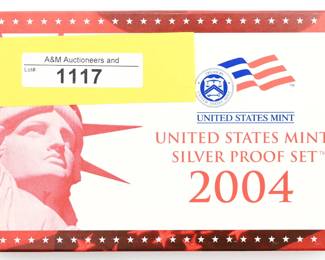 A&M Auctioneers and
Lot#
1117
UNITED STATES MINT
UNITED STATES MINT
SILVER PROOF SET™
2004